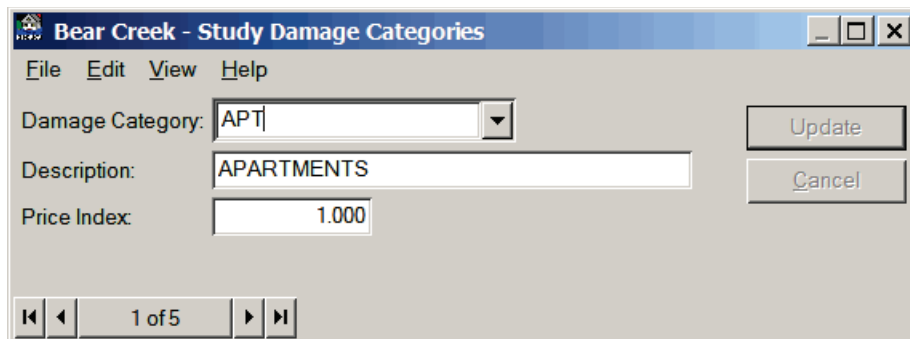 Bear Creek - Study Damage Categories
File Edit View Help
Damage Category: APT
Update
Description: APARTMENTS
Cancel
Price Index: 1.000
1 of 5